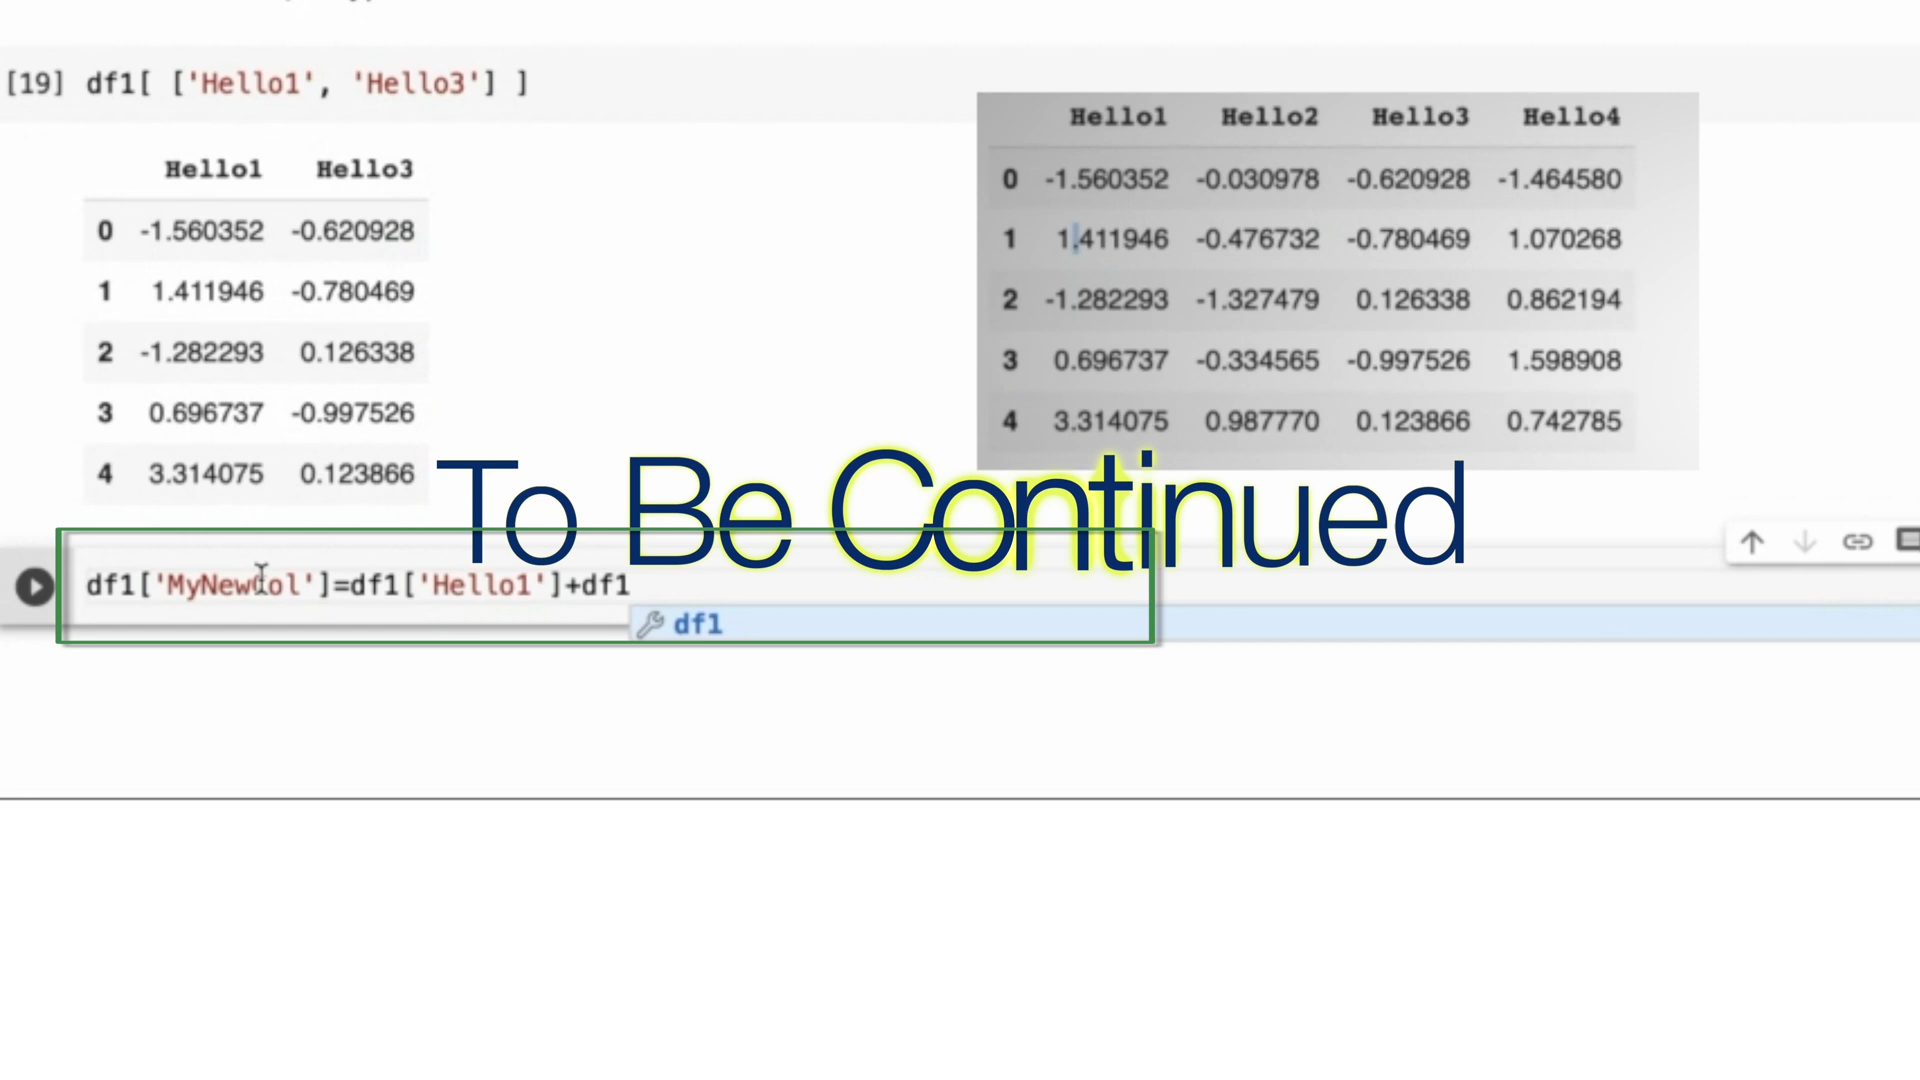 [19] df1[ ['Hello1', 'Hello3'] ]
Hello1 Hello3
0 -1.560352 -0.620928
1 1.411946 -0.780469
2 -1.282293 0.126338
3 0.696737 -0.997526
4 3.314075 0.123866
Hello1 Hello2 Hello3 Hello4
0 -1.560352 -0.030978 -0.620928 -1.464580
1 1.411946 -0.476732 -0.780469 1.070268
2 -1.282293 -1.327479 0.126338 0.862194
3 0.696737 -0.334565 -0.997526 1.598908
4 3.314075 0.987770 0.123866 0.742785
To Be Continued
df1['MyNewCol']=df1['Hello1']+df1
df1